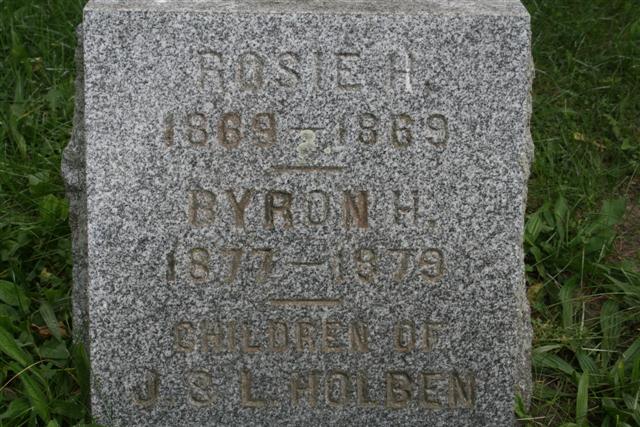 ROSIE H.
1869 — 1869
BYRON H.
1877 — 1879
CHILDREN OF
J & L. HOLBEN